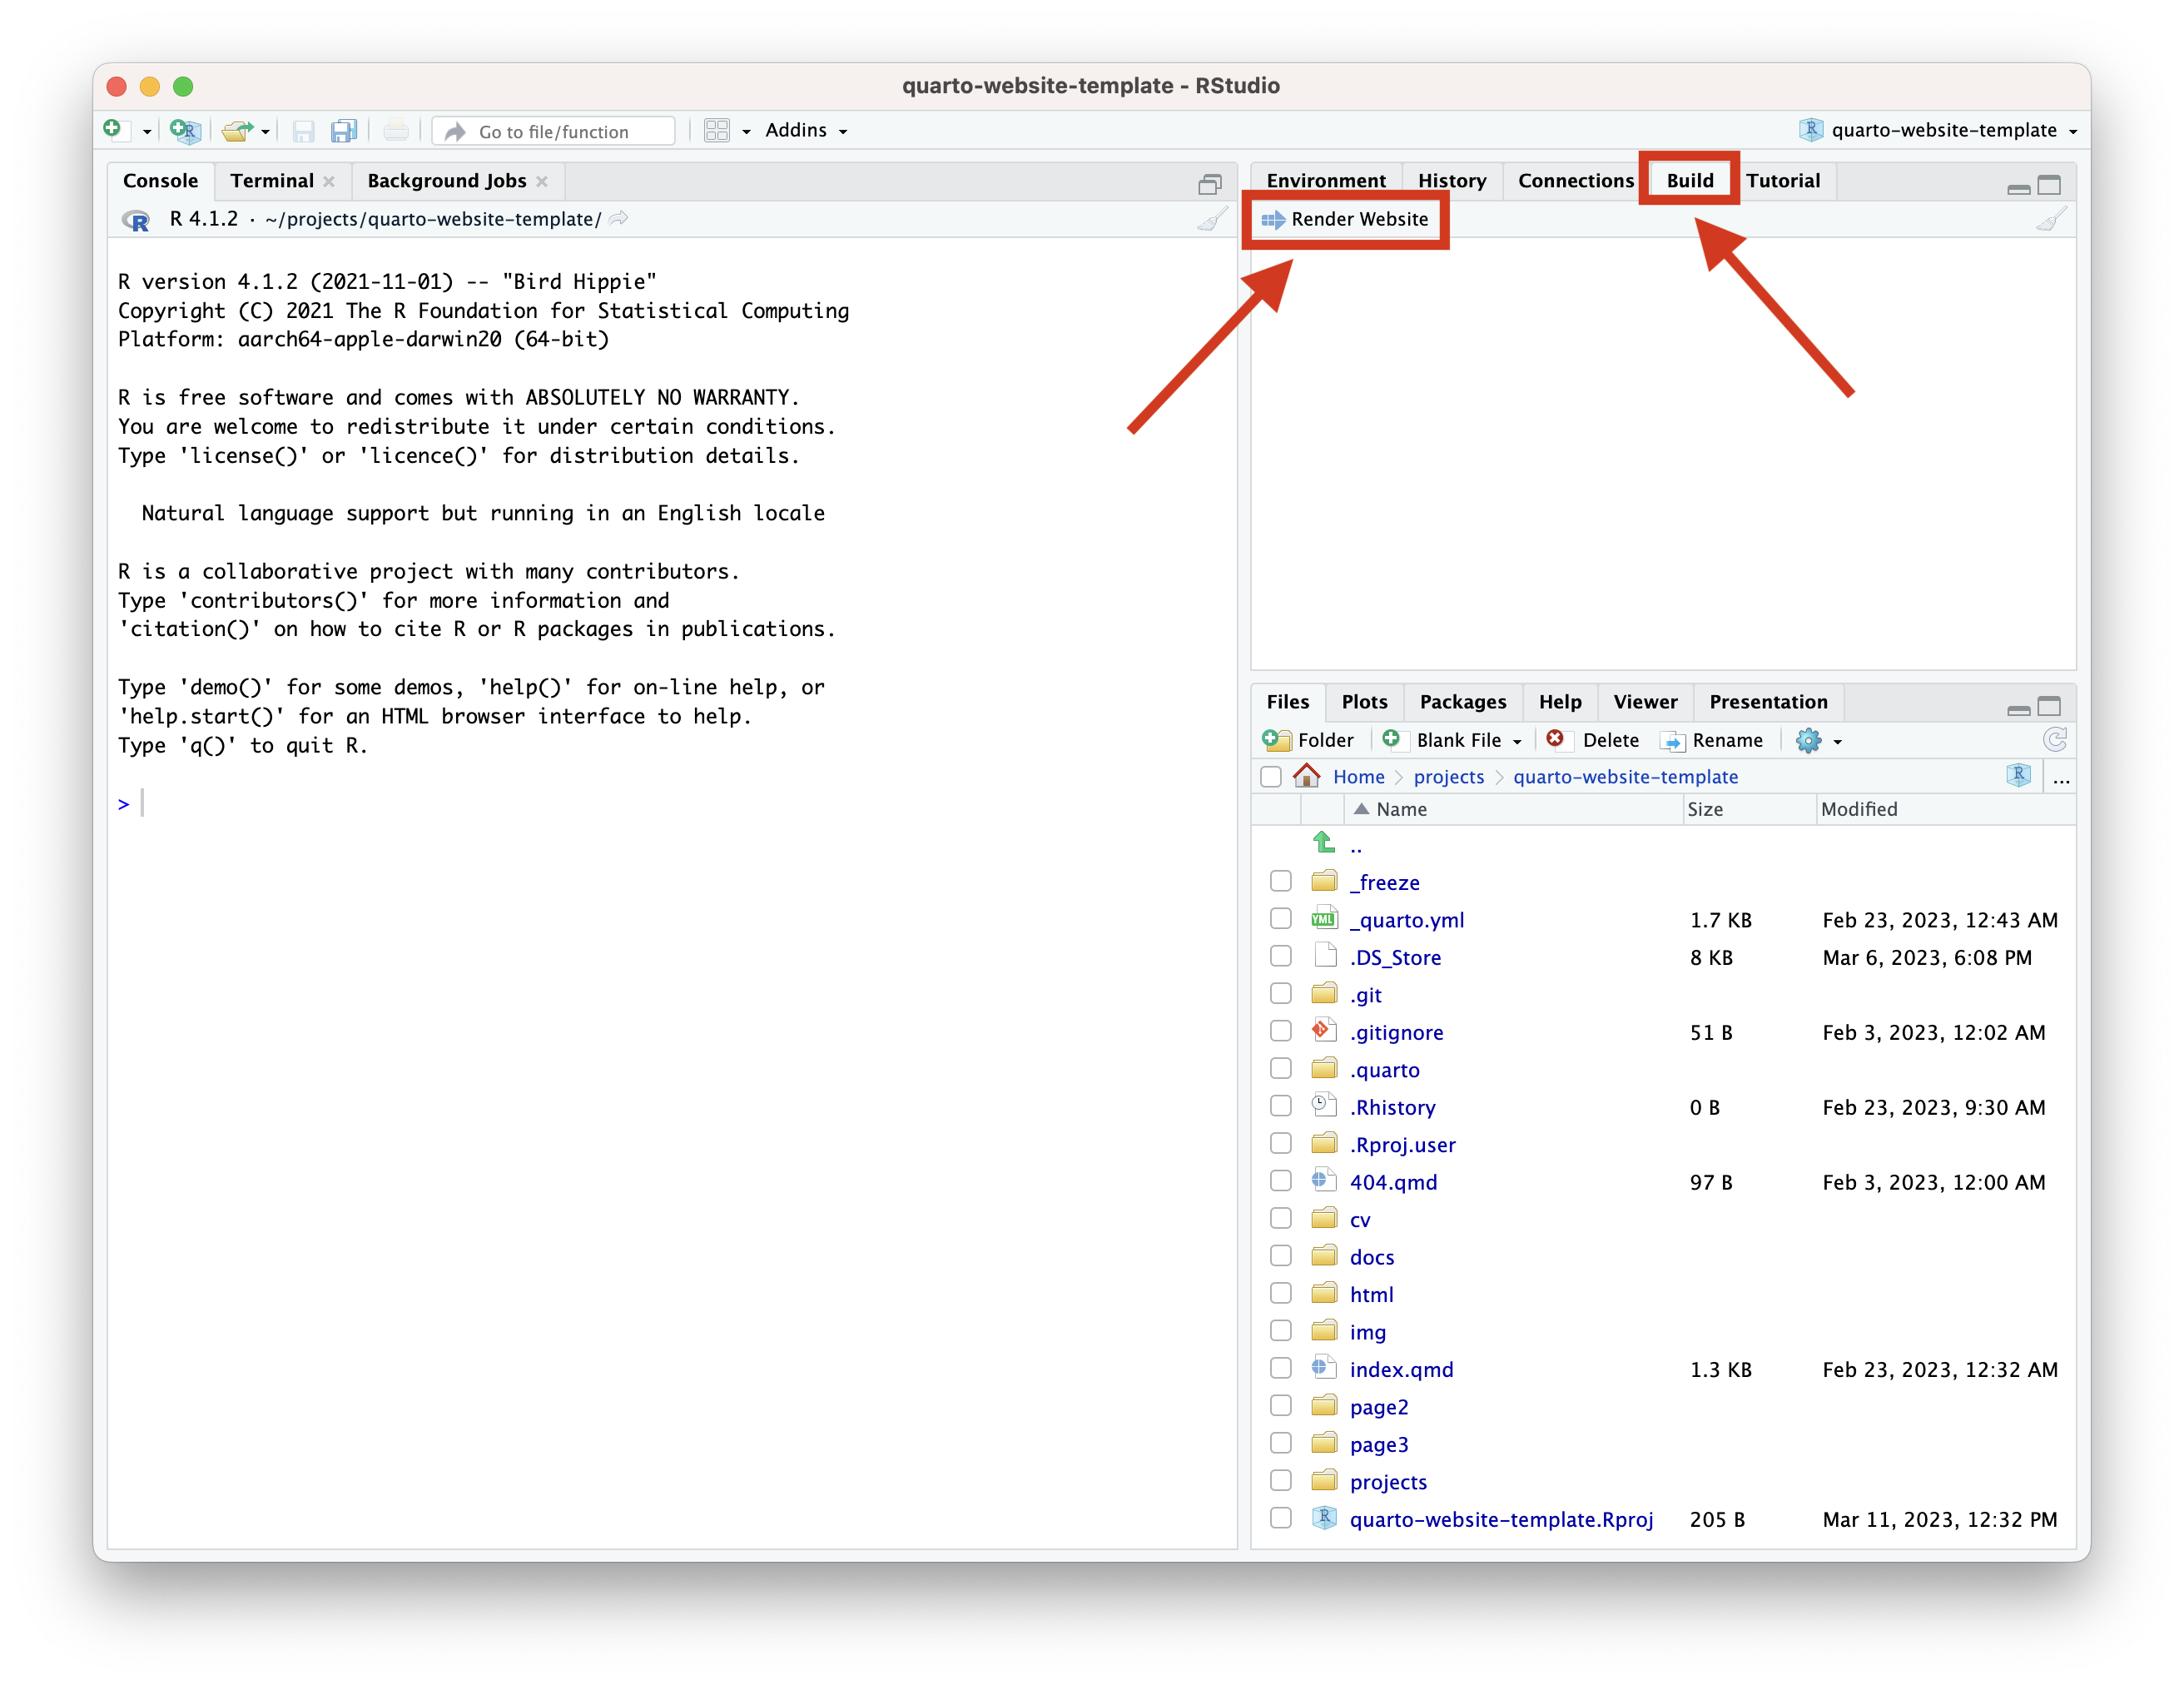 quarto-website-template - RStudio
Go to file/function Addins quarto-website-template
Console Terminal Background Jobs
R 4.1.2 · ~/projects/quarto-website-template/
R version 4.1.2 (2021-11-01) -- "Bird Hippie"
Copyright (C) 2021 The R Foundation for Statistical Computing
Platform: aarch64-apple-darwin20 (64-bit)
R is free software and comes with ABSOLUTELY NO WARRANTY.
You are welcome to redistribute it under certain conditions.
Type 'license()' or 'licence()' for distribution details.
Natural language support but running in an English locale
R is a collaborative project with many contributors.
Type 'contributors()' for more information and
'citation()' on how to cite R or R packages in publications.
Type 'demo()' for some demos, 'help()' for on-line help, or
'help.start()' for an HTML browser interface to help.
Type 'q()' to quit R.
>
Environment History Connections Build Tutorial
Render Website
Files Plots Packages Help Viewer Presentation
Folder Blank File Delete Rename
Home projects quarto-website-template ...
Name Size Modified
..
_freeze
_quarto.yml 1.7 KB Feb 23, 2023, 12:43 AM
.DS_Store 8 KB Mar 6, 2023, 6:08 PM
.git
.gitignore 51 B Feb 3, 2023, 12:02 AM
.quarto
.Rhistory 0 B Feb 23, 2023, 9:30 AM
.Rproj.user
404.qmd 97 B Feb 3, 2023, 12:00 AM
cv
docs
html
img
index.qmd 1.3 KB Feb 23, 2023, 12:32 AM
page2
page3
projects
quarto-website-template.Rproj 205 B Mar 11, 2023, 12:32 PM